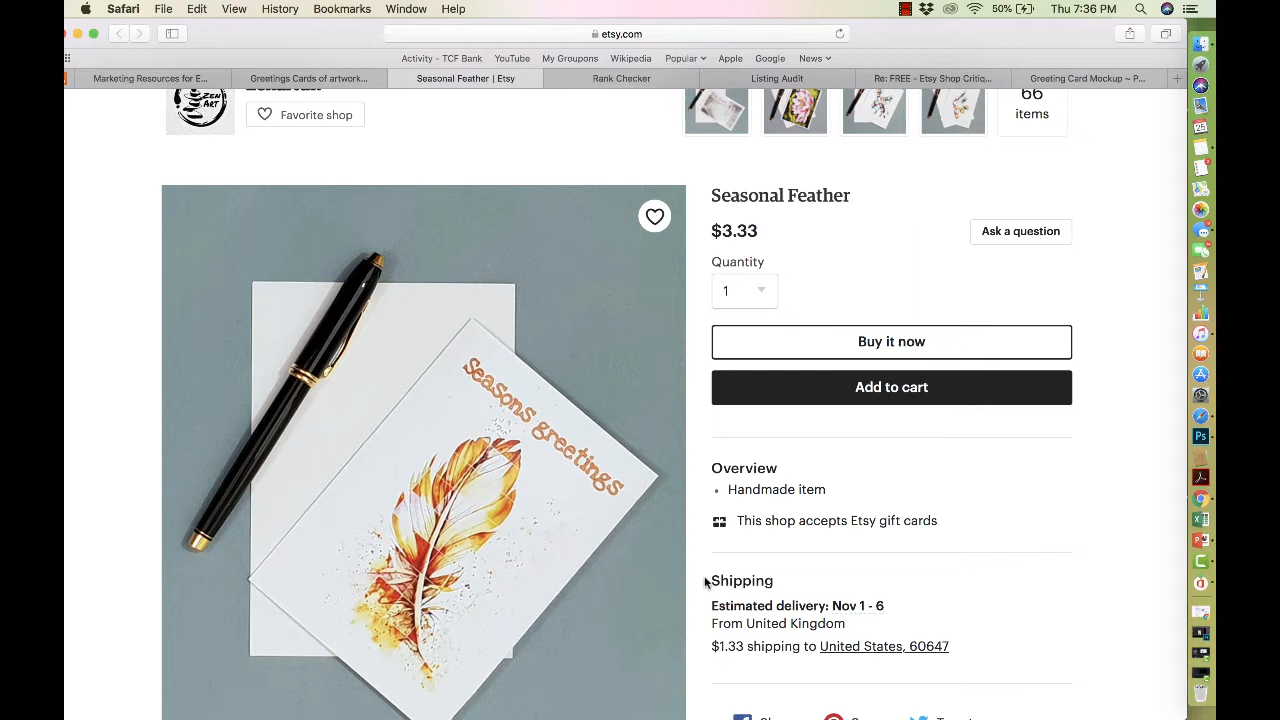 Safari File Edit View History Bookmarks Window Help 50% Thu 7:36 PM
etsy.com
Activity - TCF Bank YouTube My Groupons Wikipedia Popular Apple Google News
Marketing Resources for E... Greetings Cards of artwork... Seasonal Feather | Etsy Rank Checker Listing Audit Re: FREE - Etsy Shop Critiq... Greeting Card Mockup ~ P...
ZEN
ART
Favorite shop
66
items
Seasonal Feather
$3.33
Ask a question
Quantity
1
Buy it now
Add to cart
seasons greetings
Overview
• Handmade item
This shop accepts Etsy gift cards
Shipping
Estimated delivery: Nov 1 - 6
From United Kingdom
$1.33 shipping to United States, 60647